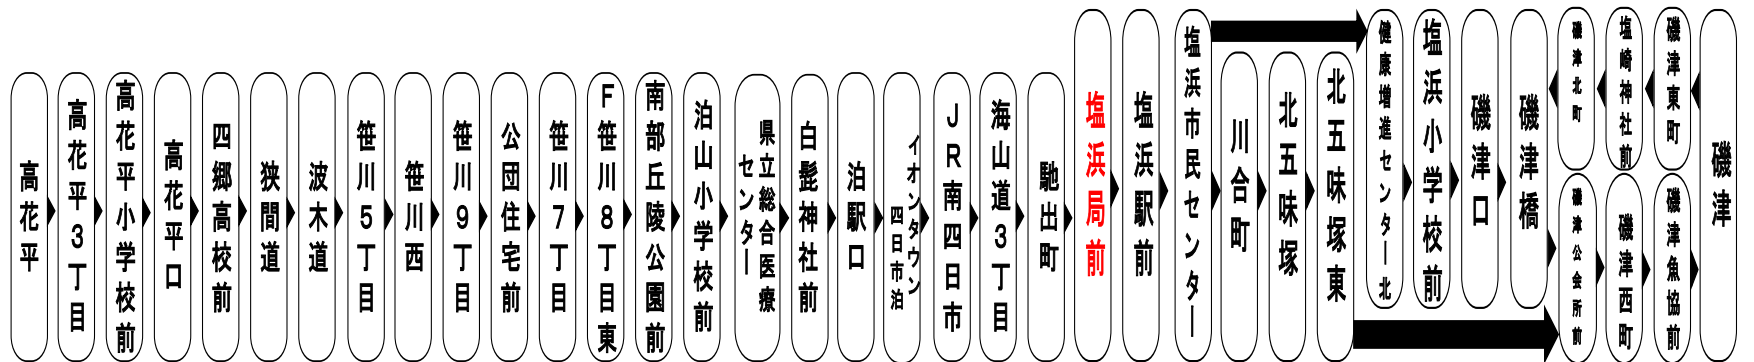 高花平
高花平３丁目
高花平小学校前
高花平口
四郷高校前
狭間道
波木道
笹川５丁目
笹川西
笹川９丁目
公団住宅前
笹川７丁目
Ｆ笹川８丁目東
南部丘陵公園前
泊山小学校前
県立総合医療
センター
白髭神社前
泊駅口
イオンタウン
四日市泊
ＪＲ南四日市
海山道３丁目
馳出町
塩浜局前
塩浜駅前
塩浜市民センター
川合町
北五味塚
北五味塚東
健康増進センター北
塩浜小学校前
磯津口
磯津橋
磯津北町
磯津公会所前
塩崎神社前
磯津西町
磯津東町
磯津魚協前
磯津